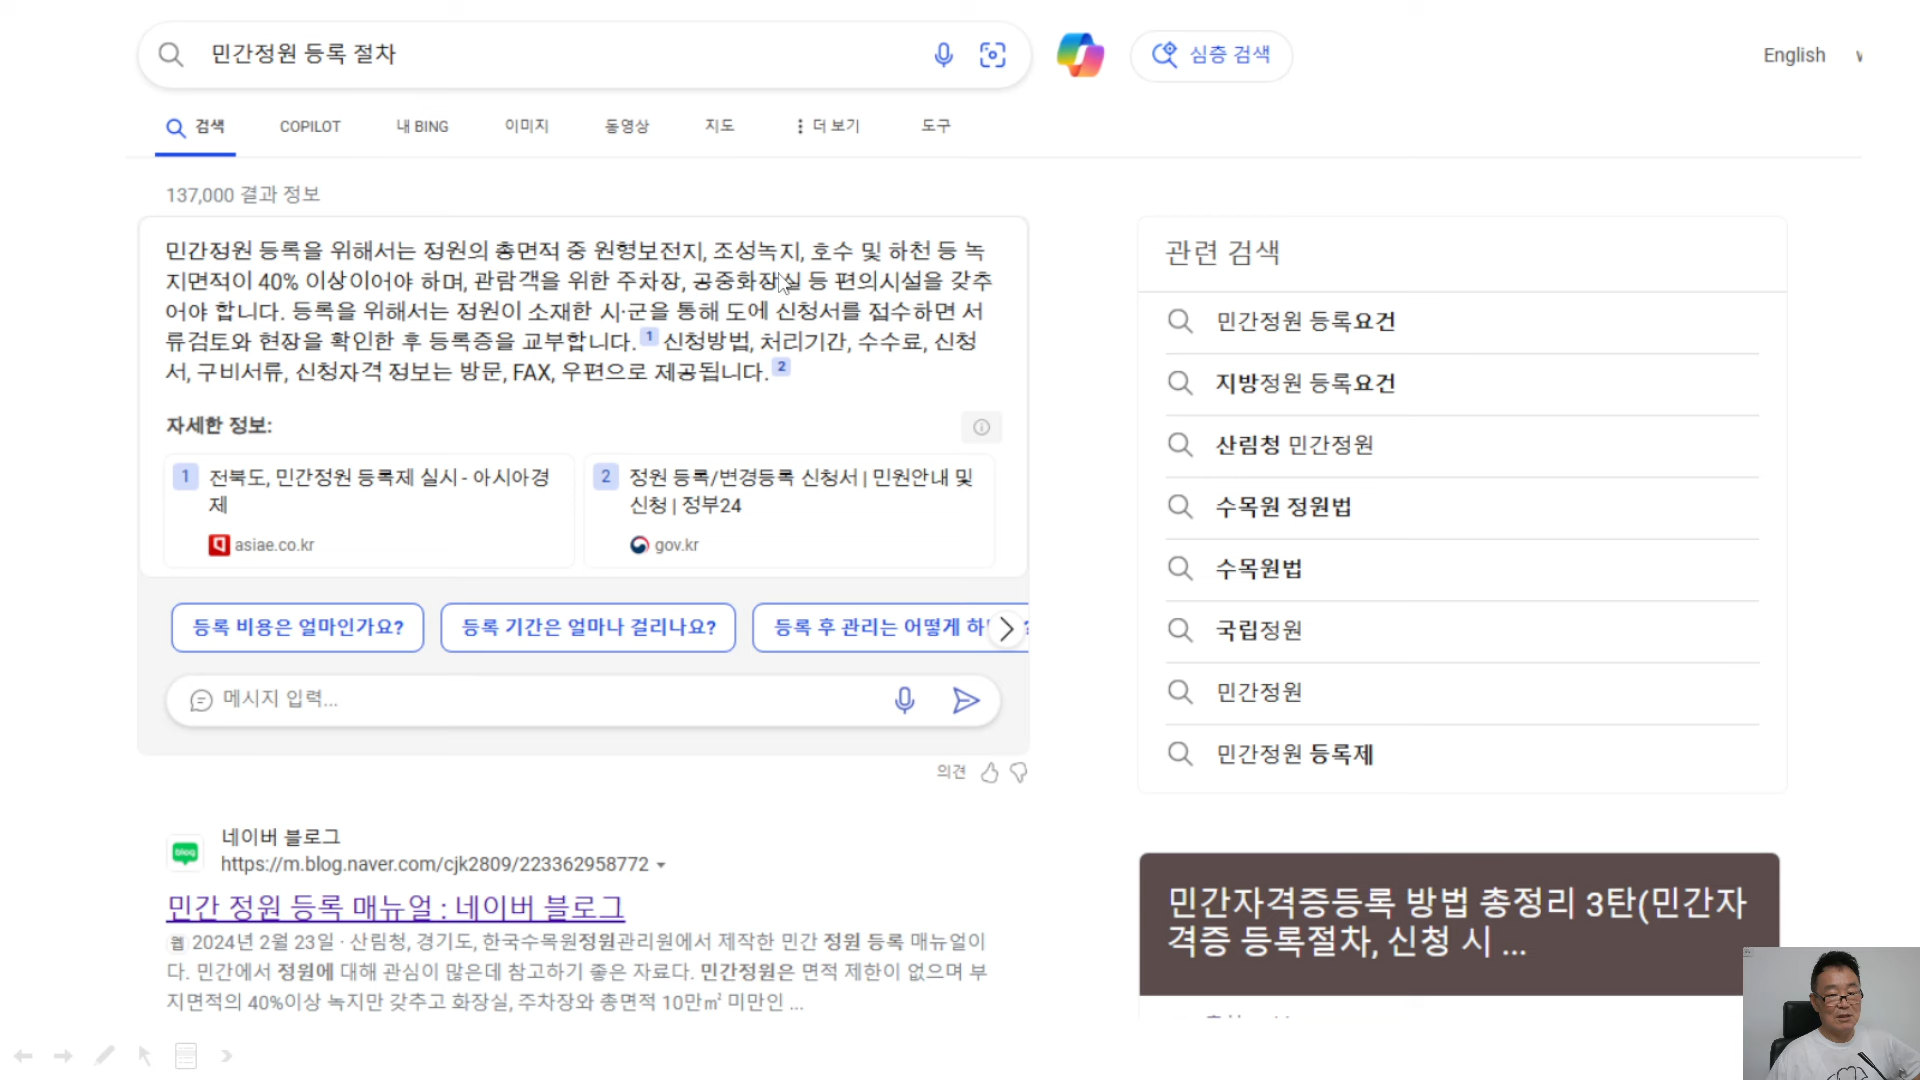 민간정원 등록 절차
심층 검색
English
검색
COPILOT
내 BING
이미지
동영상
지도
더 보기
도구
137,000 결과 정보
민간정원 등록을 위해서는 정원의 총면적 중 원형보전지, 조성녹지, 호수 및 하천 등 녹
지면적이 40% 이상이어야 하며, 관람객을 위한 주차장, 공중화장실 등 편의시설을 갖추
어야 합니다. 등록을 위해서는 정원이 소재한 시·군을 통해 도에 신청서를 접수하면 서
류검토와 현장을 확인한 후 등록증을 교부합니다. 1 신청방법, 처리기간, 수수료, 신청
서, 구비서류, 신청자격 정보는 방문, FAX, 우편으로 제공됩니다. 2
자세한 정보:
1 전북도, 민간정원 등록제 실시 - 아시아경
제
asiae.co.kr
2 정원 등록/변경등록 신청서 | 민원안내 및
신청 | 정부24
gov.kr
등록 비용은 얼마인가요?
등록 기간은 얼마나 걸리나요?
등록 후 관리는 어떻게 하
메시지 입력...
의견
blog
네이버 블로그
https://m.blog.naver.com/cjk2809/223362958772
민간 정원 등록 매뉴얼 : 네이버 블로그
웹 2024년 2월 23일 · 산림청, 경기도, 한국수목원정원관리원에서 제작한 민간 정원 등록 매뉴얼이
다. 민간에서 정원에 대해 관심이 많은데 참고하기 좋은 자료다. 민간정원은 면적 제한이 없으며 부
지면적의 40%이상 녹지만 갖추고 화장실, 주차장와 총면적 10만㎡ 미만인 ...
관련 검색
민간정원 등록요건
지방정원 등록요건
산림청 민간정원
수목원 정원법
수목원법
국립정원
민간정원
민간정원 등록제
민간자격증등록 방법 총정리 3탄(민간자
격증 등록절차, 신청 시 ...